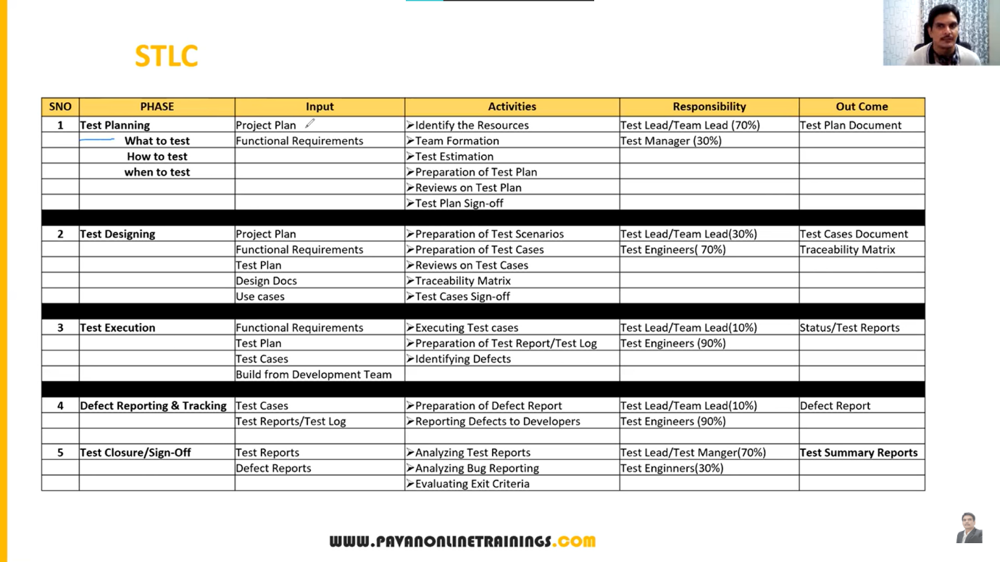 STLC
SNO PHASE Input Activities Responsibility Out Come
1 Test Planning Project Plan ➢Identify the Resources Test Lead/Team Lead (70%) Test Plan Document
What to test Functional Requirements ➢Team Formation Test Manager (30%)
How to test ➢Test Estimation
when to test ➢Preparation of Test Plan
➢Reviews on Test Plan
➢Test Plan Sign-off
2 Test Designing Project Plan ➢Preparation of Test Scenarios Test Lead/Team Lead(30%) Test Cases Document
Functional Requirements ➢Preparation of Test Cases Test Engineers( 70%) Traceability Matrix
Test Plan ➢Reviews on Test Cases
Design Docs ➢Traceability Matrix
Use cases ➢Test Cases Sign-off
3 Test Execution Functional Requirements ➢Executing Test cases Test Lead/Team Lead(10%) Status/Test Reports
Test Plan ➢Preparation of Test Report/Test Log Test Engineers (90%)
Test Cases ➢Identifying Defects
Build from Development Team
4 Defect Reporting & Tracking Test Cases ➢Preparation of Defect Report Test Lead/Team Lead(10%) Defect Report
Test Reports/Test Log ➢Reporting Defects to Developers Test Engineers (90%)
5 Test Closure/Sign-Off Test Reports ➢Analyzing Test Reports Test Lead/Test Manger(70%) Test Summary Reports
Defect Reports ➢Analyzing Bug Reporting Test Enginners(30%)
➢Evaluating Exit Criteria
WWW.PAVANONLINETRAININGS.COM